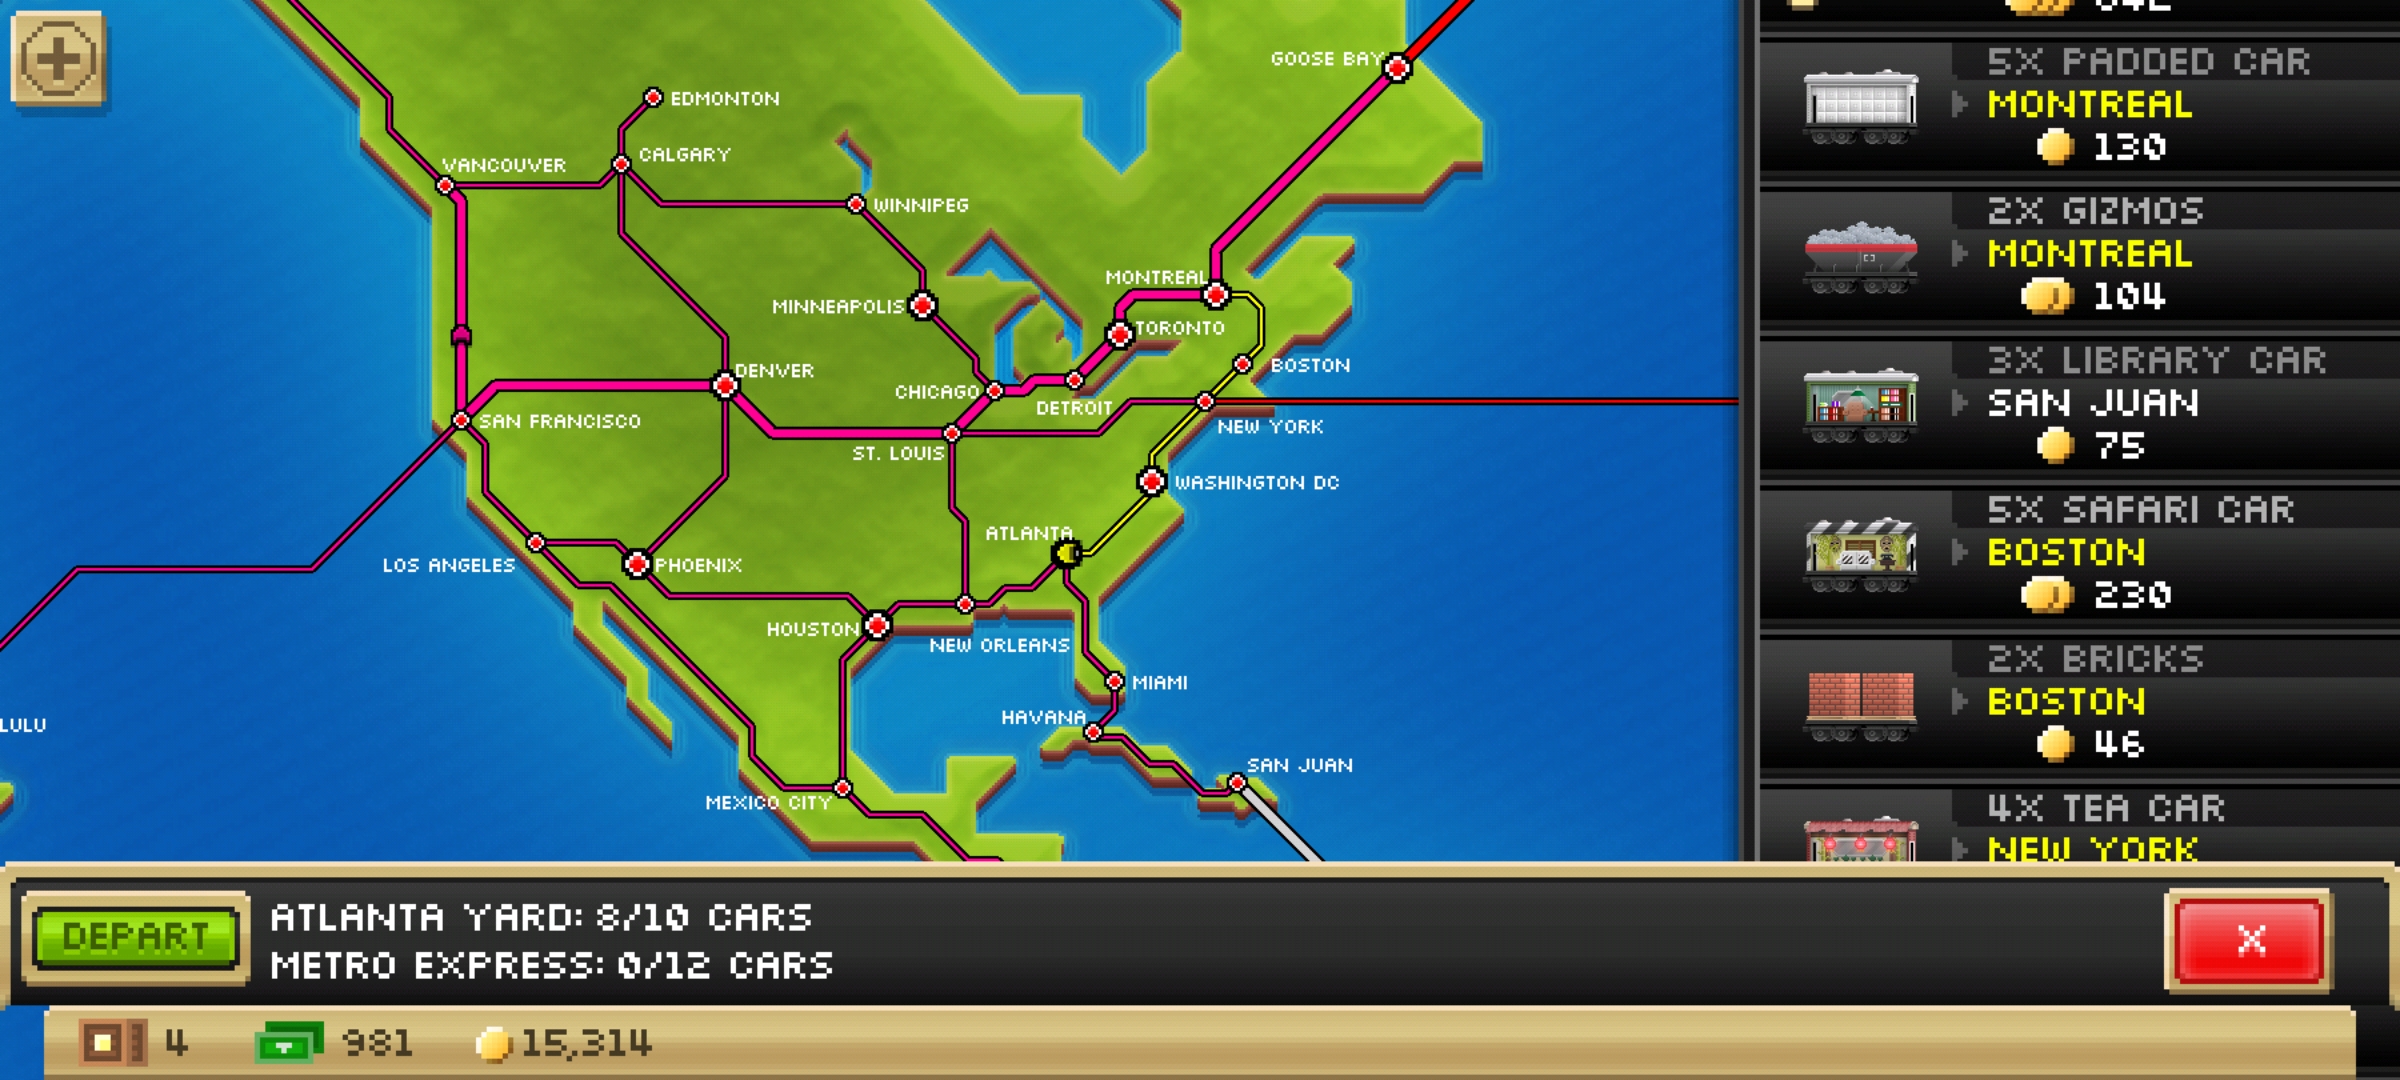 GOOSE BAY
EDMONTON
CALGARY
VANCOUVER
WINNIPEG
MONTREAL
MINNEAPOLIS
TORONTO
BOSTON
DENVER
CHICAGO
DETROIT
SAN FRANCISCO
NEW YORK
ST. LOUIS
WASHINGTON DC
ATLANTA
LOS ANGELES
PHOENIX
HOUSTON
NEW ORLEANS
MIAMI
HAVANA
LULU
SAN JUAN
MEXICO CITY
5X PADDED CAR
MONTREAL
130
2X GIZMOS
MONTREAL
104
3X LIBRARY CAR
SAN JUAN
75
5X SAFARI CAR
BOSTON
230
2X BRICKS
BOSTON
46
4X TEA CAR
NEW YORK
DEPART
ATLANTA YARD: 8/10 CARS
METRO EXPRESS: 0/12 CARS
X
4
981
15,314